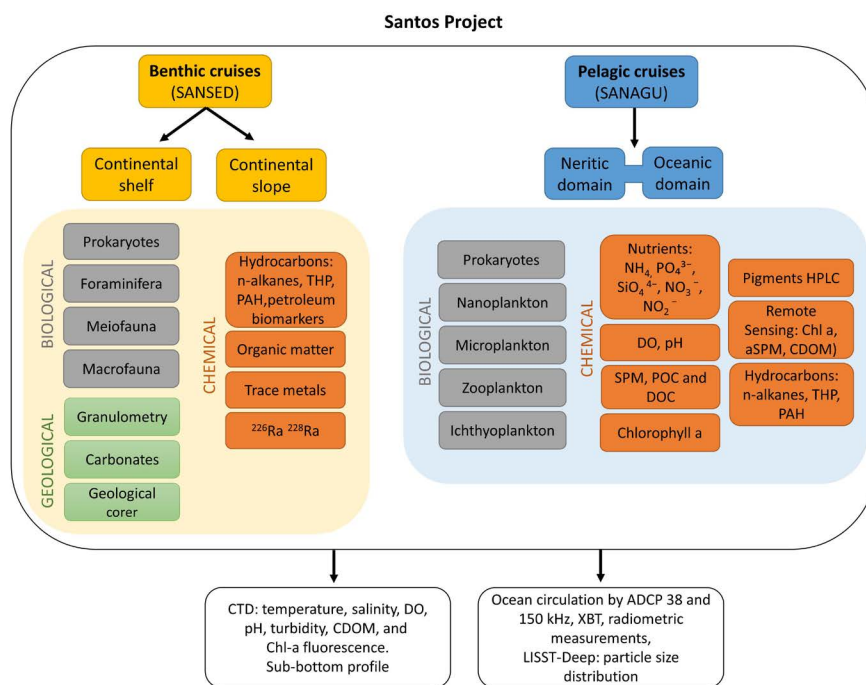 Santos Project
Benthic cruises
(SANSED)
Continental
shelf
Continental
slope
BIOLOGICAL
Prokaryotes
Foraminifera
Meiofauna
Macrofauna
GEOLOGICAL
Granulometry
Carbonates
Geological
corer
CHEMICAL
Hydrocarbons:
n-alkanes, THP,
PAH,petroleum
biomarkers
Organic matter
Trace metals
²²⁶Ra ²²⁸Ra
Pelagic cruises
(SANAGU)
Neritic
domain
Oceanic
domain
BIOLOGICAL
Prokaryotes
Nanoplankton
Microplankton
Zooplankton
Ichthyoplankton
CHEMICAL
Nutrients:
NH₄, PO₄³⁻,
SiO₄⁴⁻, NO₃⁻,
NO₂⁻
DO, pH
SPM, POC and
DOC
Chlorophyll a
Pigments HPLC
Remote
Sensing: Chl a,
aSPM, CDOM)
Hydrocarbons:
n-alkanes, THP,
PAH
CTD: temperature, salinity, DO,
pH, turbidity, CDOM, and
Chl-a fluorescence.
Sub-bottom profile
Ocean circulation by ADCP 38 and
150 kHz, XBT, radiometric
measurements,
LISST-Deep: particle size
distribution